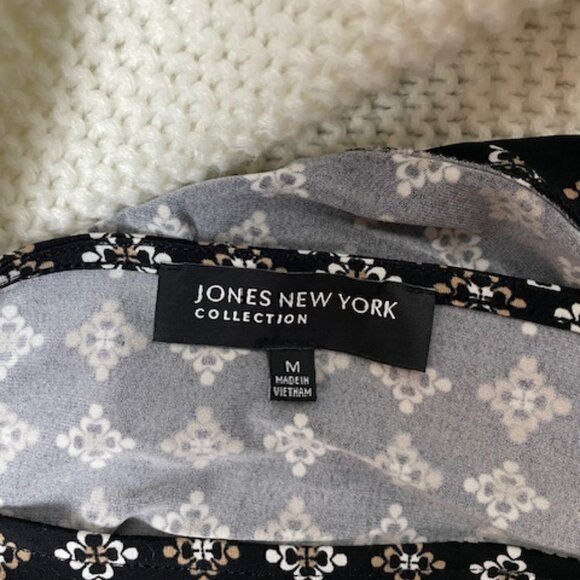 JONES NEW YORK
COLLECTION
M
MADE IN
VIETNAM